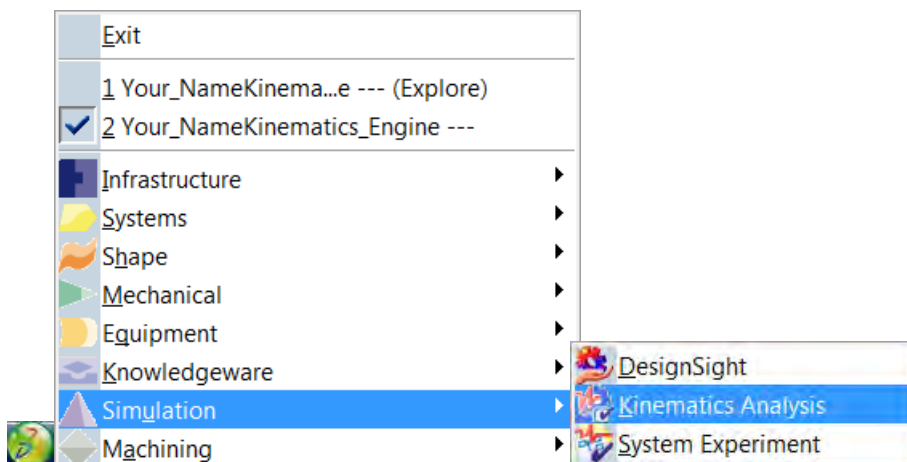 Exit
1 Your_NameKinema...e --- (Explore)
2 Your_NameKinematics_Engine ---
Infrastructure
Systems
Shape
Mechanical
Equipment
Knowledgeware
Simulation
Machining
DesignSight
Kinematics Analysis
System Experiment